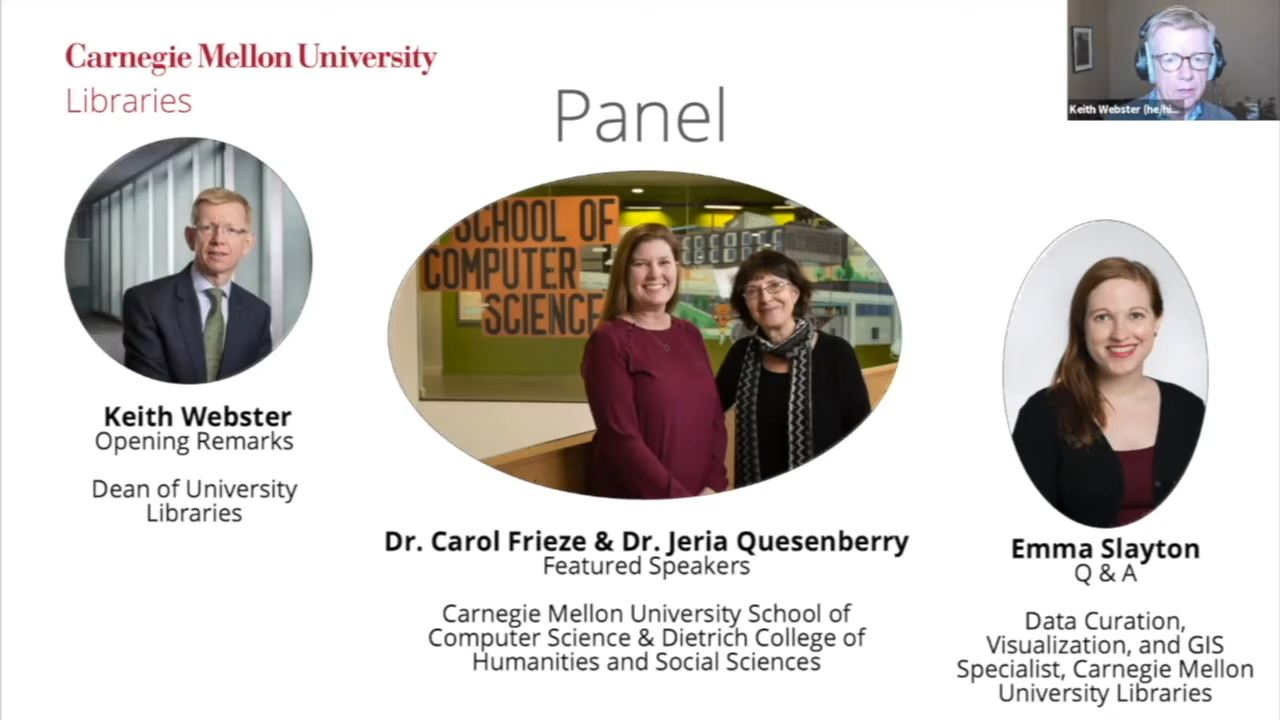 Carnegie Mellon University
Libraries
Panel
Keith Webster (he/hi...
SCHOOL OF
COMPUTER
SCIENCE
Keith Webster
Opening Remarks
Dean of University
Libraries
Dr. Carol Frieze & Dr. Jeria Quesenberry
Featured Speakers
Carnegie Mellon University School of
Computer Science & Dietrich College of
Humanities and Social Sciences
Emma Slayton
Q & A
Data Curation,
Visualization, and GIS
Specialist, Carnegie Mellon
University Libraries